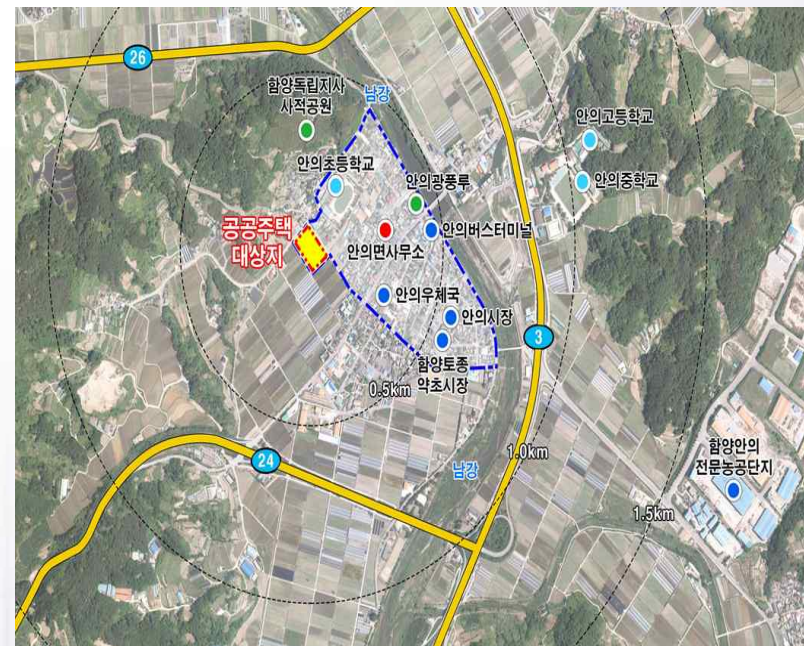 26
함양독립지사
사적공원
남강
안의고등학교
안의초등학교
안의중학교
안의광풍루
공공주택
대상지
안의면사무소
안의버스터미널
안의우체국
안의시장
3
함양토종
약초시장
0.5km
1.0km
24
남강
함양안의
전문농공단지
1.5km